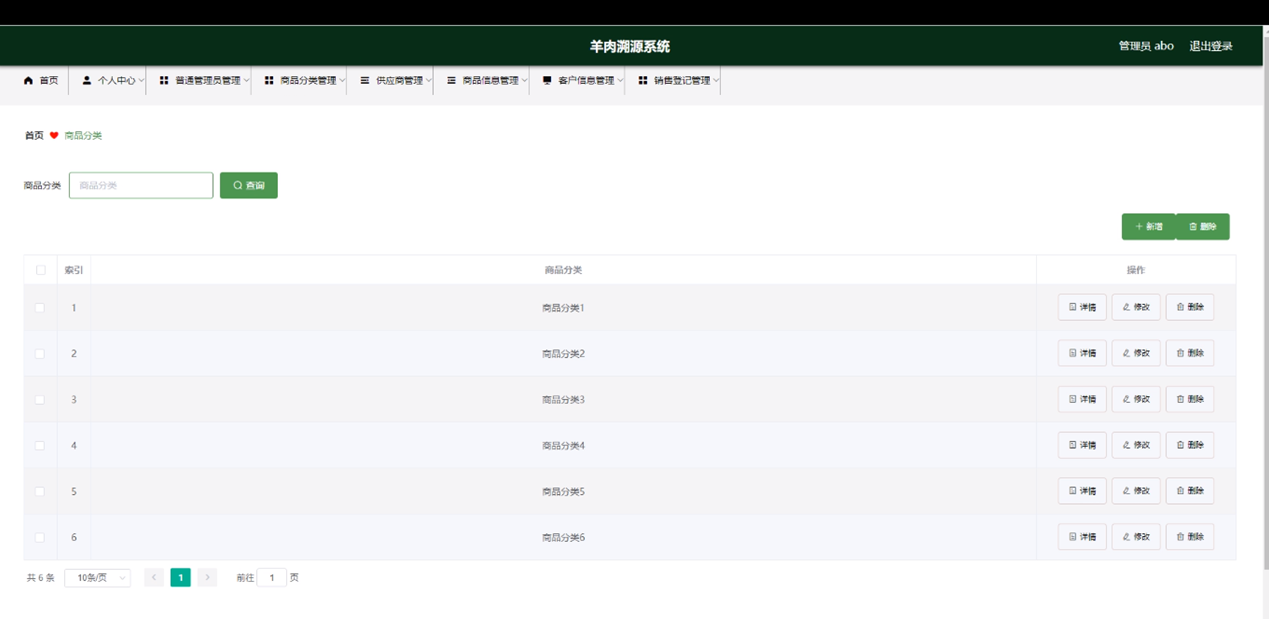 羊肉溯源系统
管理员 abo 退出登录
首页 个人中心 普通管理员管理 商品分类管理 供应商管理 商品信息管理 客户信息管理 销售登记管理
首页 商品分类
商品分类 商品分类 查询
新增 删除
索引 商品分类 操作
1 商品分类1 详情 修改 删除
2 商品分类2 详情 修改 删除
3 商品分类3 详情 修改 删除
4 商品分类4 详情 修改 删除
5 商品分类5 详情 修改 删除
6 商品分类6 详情 修改 删除
共 6 条 10条/页 1 前往 1 页